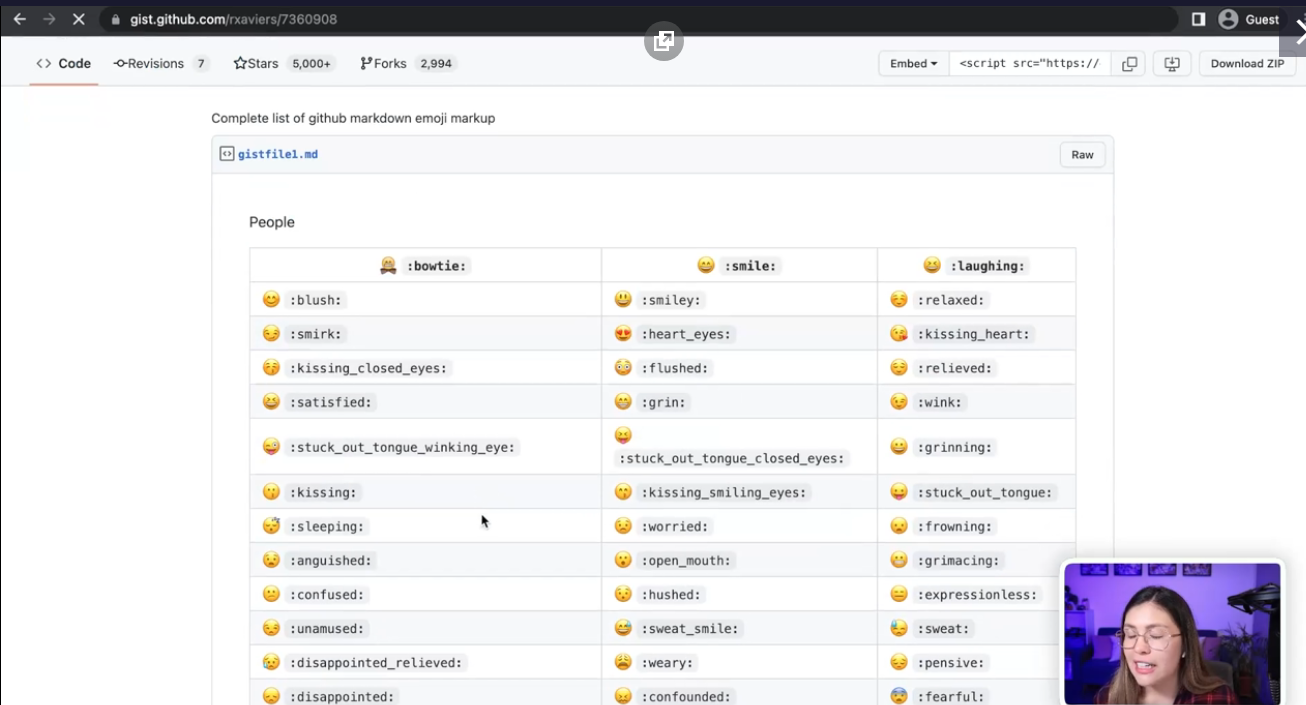 gist.github.com/rxaviers/7360908 Guest
Code Revisions 7 Stars 5,000+ Forks 2,994 Embed <script src="https:// Download ZIP
Complete list of github markdown emoji markup
gistfile1.md Raw
People
:bowtie: :smile: :laughing:
:blush: :smiley: :relaxed:
:smirk: :heart_eyes: :kissing_heart:
:kissing_closed_eyes: :flushed: :relieved:
:satisfied: :grin: :wink:
:stuck_out_tongue_winking_eye: :stuck_out_tongue_closed_eyes: :grinning:
:kissing: :kissing_smiling_eyes: :stuck_out_tongue:
:sleeping: :worried: :frowning:
:anguished: :open_mouth: :grimacing:
:confused: :hushed: :expressionless:
:unamused: :sweat_smile: :sweat:
:disappointed_relieved: :weary: :pensive:
:disappointed: :confounded: :fearful: